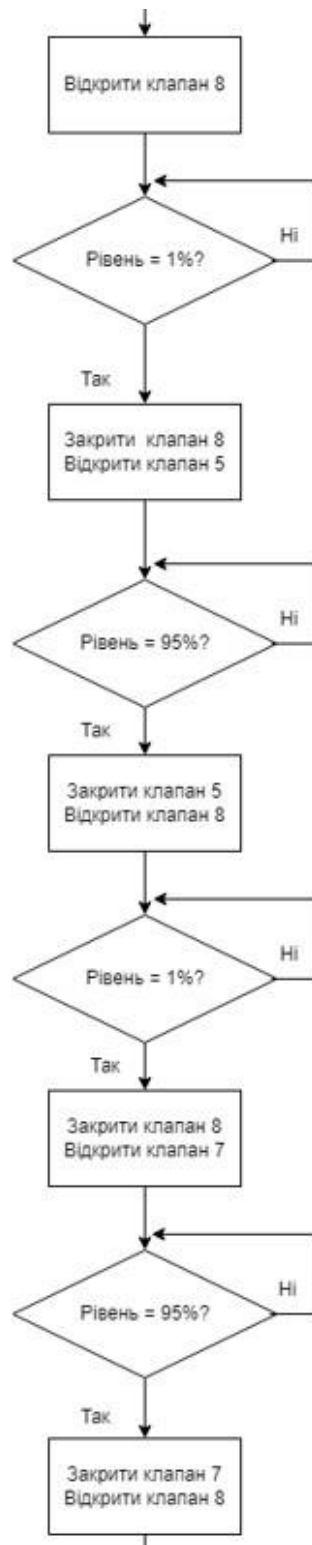 Відкрити клапан 8
Рівень = 1%?
Ні
Так
Закрити клапан 8
Відкрити клапан 5
Рівень = 95%?
Ні
Так
Закрити клапан 5
Відкрити клапан 8
Рівень = 1%?
Ні
Так
Закрити клапан 8
Відкрити клапан 7
Рівень = 95%?
Ні
Так
Закрити клапан 7
Відкрити клапан 8